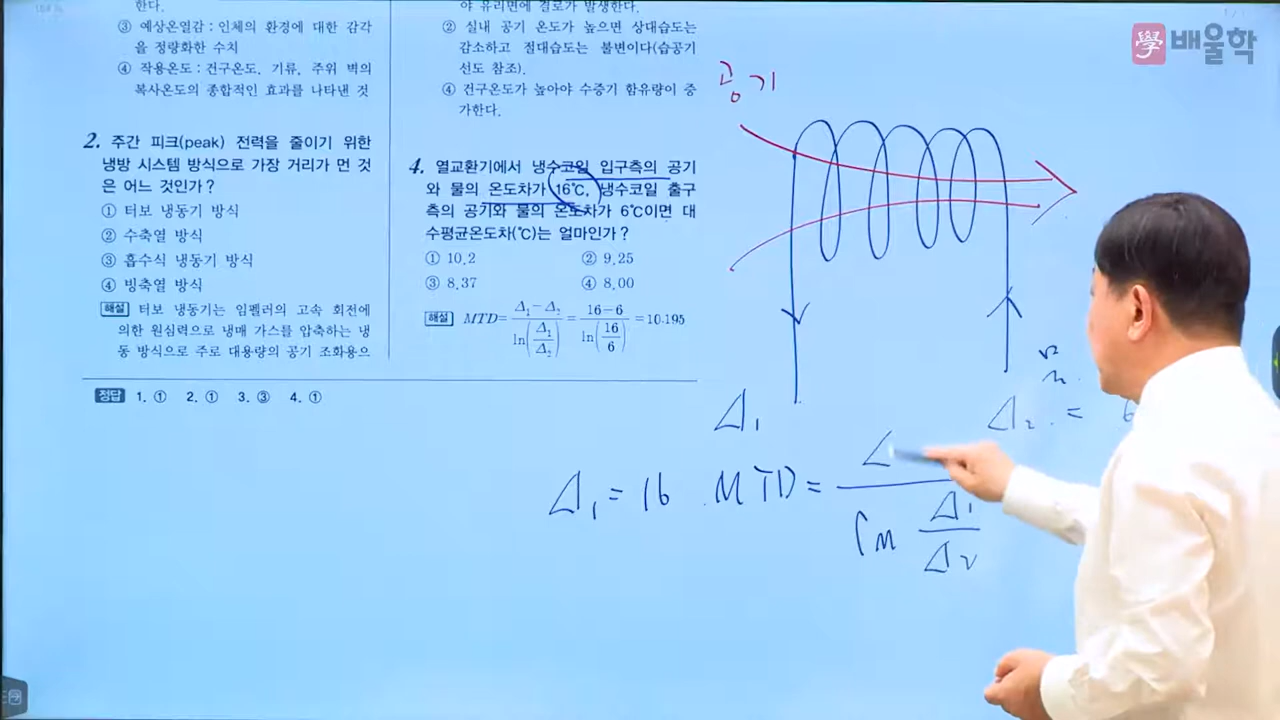 한다.
③ 예상온열감 : 인체의 환경에 대한 감각
을 정량화한 수치
④ 작용온도 : 건구온도, 기류, 주위 벽의
복사온도의 종합적인 효과를 나타낸 것
2. 주간 피크(peak) 전력을 줄이기 위한
냉방 시스템 방식으로 가장 거리가 먼 것
은 어느 것인가?
① 터보 냉동기 방식
② 수축열 방식
③ 흡수식 냉동기 방식
④ 빙축열 방식
해설 터보 냉동기는 임펠러의 고속 회전에
의한 원심력으로 냉매 가스를 압축하는 냉
동 방식으로 주로 대용량의 공기 조화용으
야 유리면에 결로가 발생한다.
② 실내 공기 온도가 높으면 상대습도는
감소하고 절대습도는 불변이다(습공기
선도 참조).
④ 건구온도가 높아야 수증기 함유량이 증
가한다.
4. 열교환기에서 냉수코일 입구측의 공기
와 물의 온도차가 16℃, 냉수코일 출구
측의 공기와 물의 온도차가 6℃이면 대
수평균온도차(℃)는 얼마인가?
① 10.2 ② 9.25
③ 8.37 ④ 8.00
해설 MTD = (Δ₁−Δ₂)/ln(Δ₁/Δ₂) = (16−6)/ln(16/6) = 10.195
정답 1. ① 2. ① 3. ③ 4. ①
學 배울학
공기
Δ₁
Δ₂ = 6
Δ₁ = 16 MTD =
ln Δ₁/Δ₂